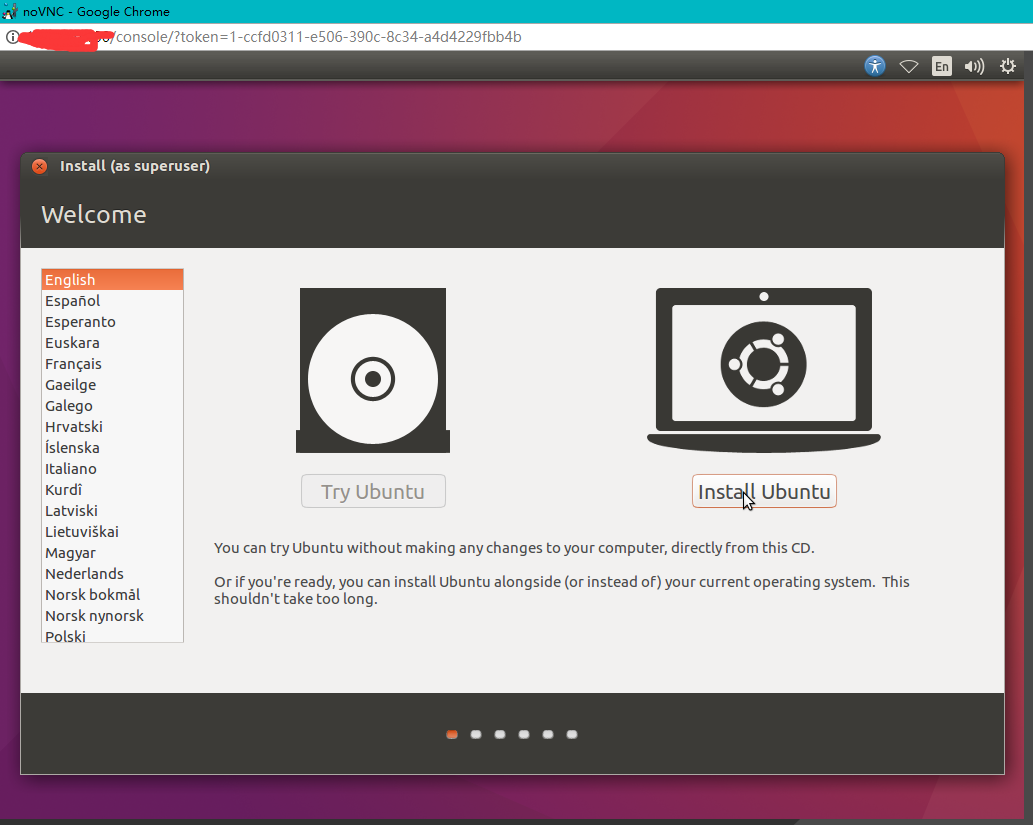 noVNC - Google Chrome
/console/?token=1-ccfd0311-e506-390c-8c34-a4d4229fbb4b
En
Install (as superuser)
Welcome
English
Español
Esperanto
Euskara
Français
Gaeilge
Galego
Hrvatski
Íslenska
Italiano
Kurdî
Latviski
Lietuviškai
Magyar
Nederlands
Norsk bokmål
Norsk nynorsk
Polski
Try Ubuntu
Install Ubuntu
You can try Ubuntu without making any changes to your computer, directly from this CD.
Or if you're ready, you can install Ubuntu alongside (or instead of) your current operating system.  This
shouldn't take too long.